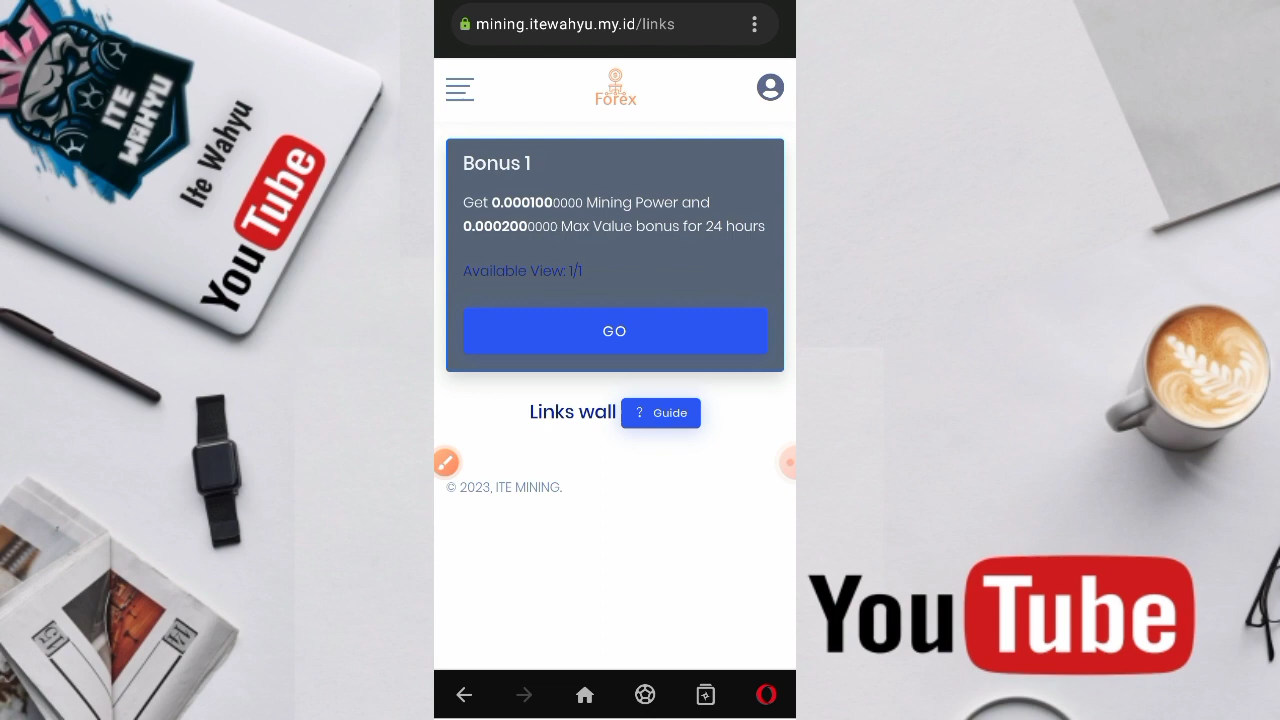 ITE
WAHYU
Ite Wahyu
YouTube
mining.itewahyu.my.id/links
Forex
Bonus 1
Get 0.0001000000 Mining Power and
0.0002000000 Max Value bonus for 24 hours
Available View: 1/1
GO
Links wall
? Guide
© 2023, ITE MINING.
YouTube